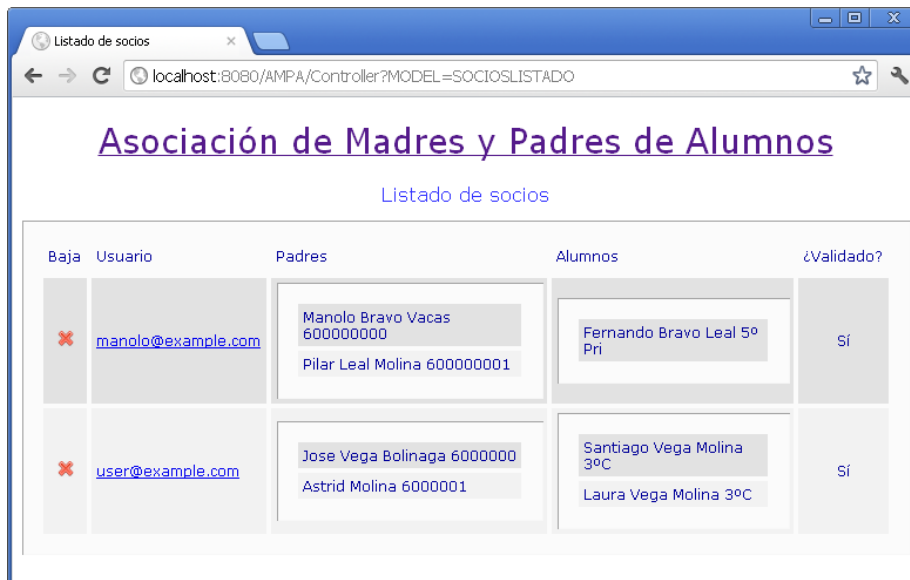 Listado de socios
localhost:8080/AMPA/Controller?MODEL=SOCIOSLISTADO
Asociación de Madres y Padres de Alumnos
Listado de socios
Baja Usuario Padres Alumnos ¿Validado?
manolo@example.com
Manolo Bravo Vacas
600000000
Pilar Leal Molina 600000001
Fernando Bravo Leal 5º
Pri
Sí
user@example.com
Jose Vega Bolinaga 6000000
Astrid Molina 6000001
Santiago Vega Molina
3ºC
Laura Vega Molina 3ºC
Sí